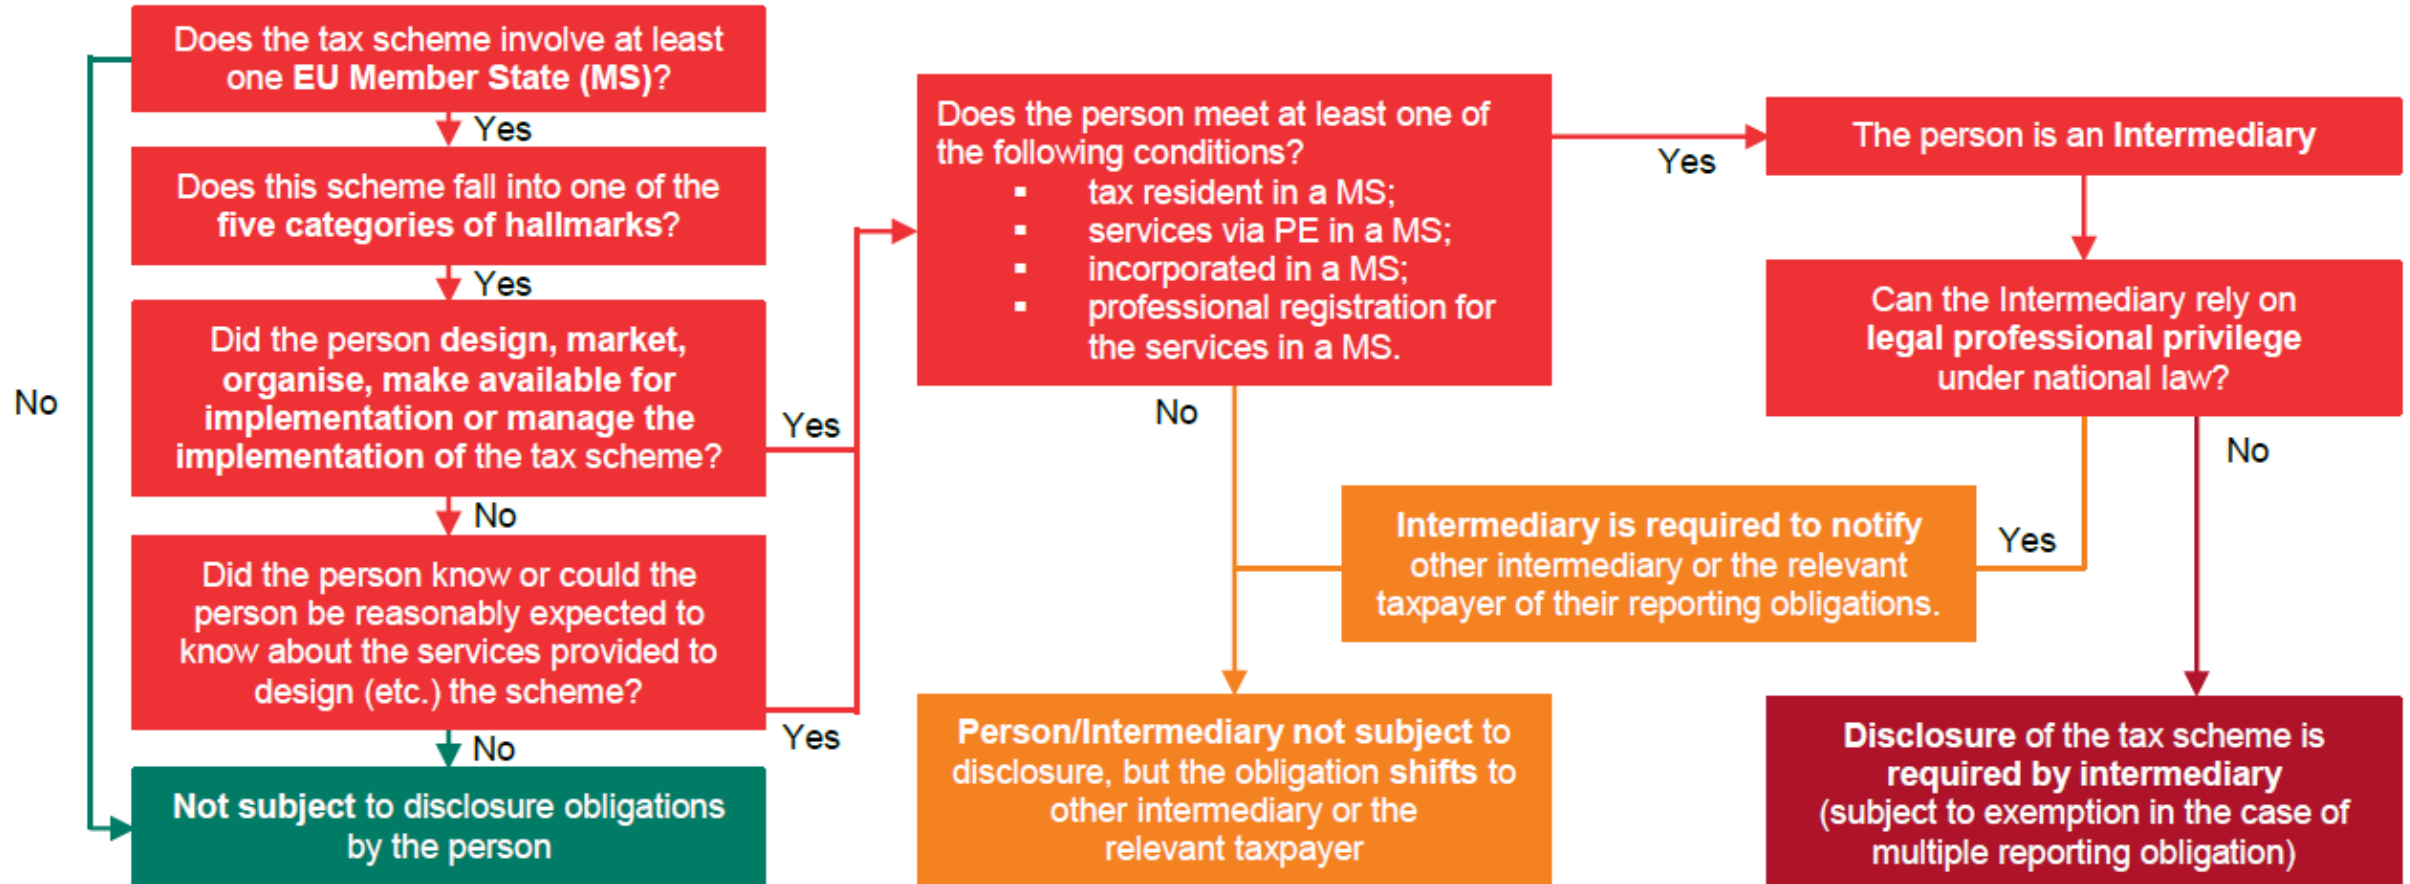 Does the tax scheme involve at least
one EU Member State (MS)?
Yes
Does this scheme fall into one of the
five categories of hallmarks?
Yes
Did the person design, market,
organise, make available for
implementation or manage the
implementation of the tax scheme?
No
Yes
No
Did the person know or could the
person be reasonably expected to
know about the services provided to
design (etc.) the scheme?
Yes
No
Not subject to disclosure obligations
by the person
Does the person meet at least one of
the following conditions?
▪ tax resident in a MS;
▪ services via PE in a MS;
▪ incorporated in a MS;
▪ professional registration for
the services in a MS.
Yes
No
The person is an Intermediary
Can the Intermediary rely on
legal professional privilege
under national law?
No
Yes
Intermediary is required to notify
other intermediary or the relevant
taxpayer of their reporting obligations.
Person/Intermediary not subject to
disclosure, but the obligation shifts to
other intermediary or the
relevant taxpayer
Disclosure of the tax scheme is
required by intermediary
(subject to exemption in the case of
multiple reporting obligation)